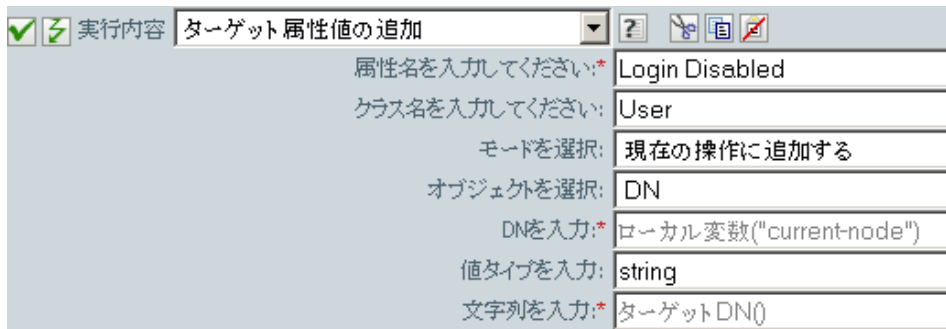 実行内容 ターゲット属性値の追加
属性名を入力してください:* Login Disabled
クラス名を入力してください: User
モードを選択: 現在の操作に追加する
オブジェクトを選択: DN
DNを入力:* ローカル変数("current-node")
値タイプを入力: string
文字列を入力:* ターゲットDN()